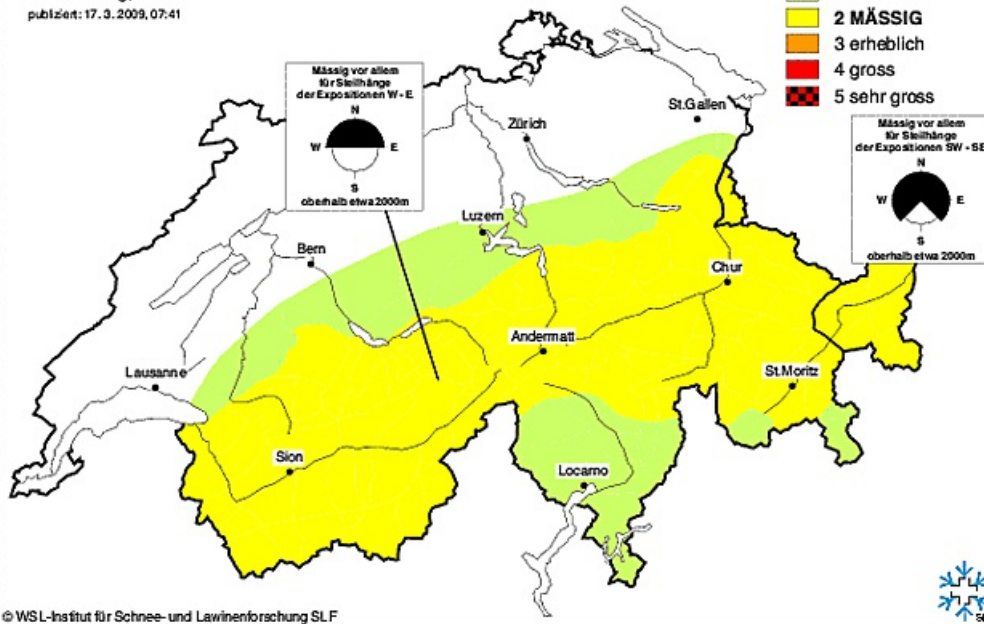 publiziert: 17. 3. 2009, 07:41
2 MÄSSIG
3 erheblich
4 gross
5 sehr gross
Mässig vor allem
für Steilhänge
der Expositionen W - E
N
W E
S
oberhalb etwa 2000m
Mässig vor allem
für Steilhänge
der Expositionen SW - SE
N
W E
S
oberhalb etwa 2000m
St.Gallen
Zürich
Luzern
Bern
Chur
Andermatt
Lausanne
St.Moritz
Sion
Locarno
© WSL-Institut für Schnee- und Lawinenforschung SLF